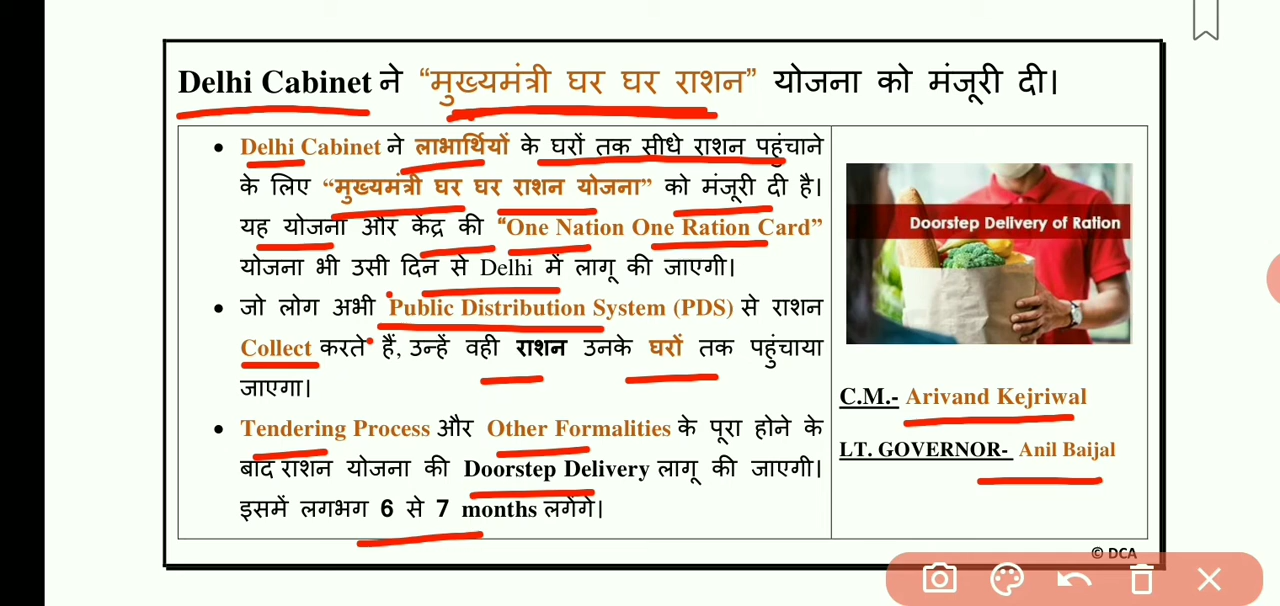 Delhi Cabinet ने “मुख्यमंत्री घर घर राशन” योजना को मंजूरी दी।
• Delhi Cabinet ने लाभार्थियों के घरों तक सीधे राशन पहुंचाने
के लिए “मुख्यमंत्री घर घर राशन योजना” को मंजूरी दी है।
यह योजना और केंद्र की “One Nation One Ration Card”
योजना भी उसी दिन से Delhi में लागू की जाएगी।
• जो लोग अभी Public Distribution System (PDS) से राशन
Collect करते हैं, उन्हें वही राशन उनके घरों तक पहुंचाया
जाएगा।
• Tendering Process और Other Formalities के पूरा होने के
बाद राशन योजना की Doorstep Delivery लागू की जाएगी।
इसमें लगभग 6 से 7 months लगेंगे।
Doorstep Delivery of Ration
C.M.- Arivand Kejriwal
LT. GOVERNOR- Anil Baijal
© DCA